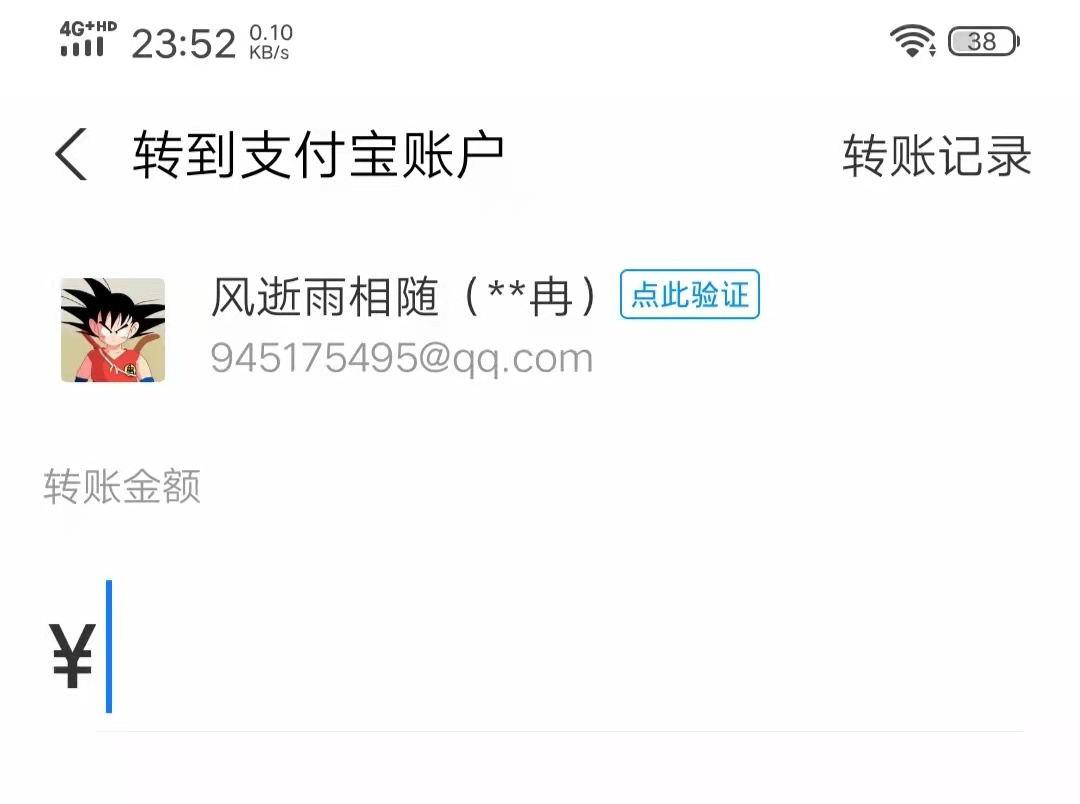 4G+HD 23:52 0.10 KB/s 38
转到支付宝账户 转账记录
风逝雨相随（**冉） 点此验证
945175495@qq.com
转账金额
¥